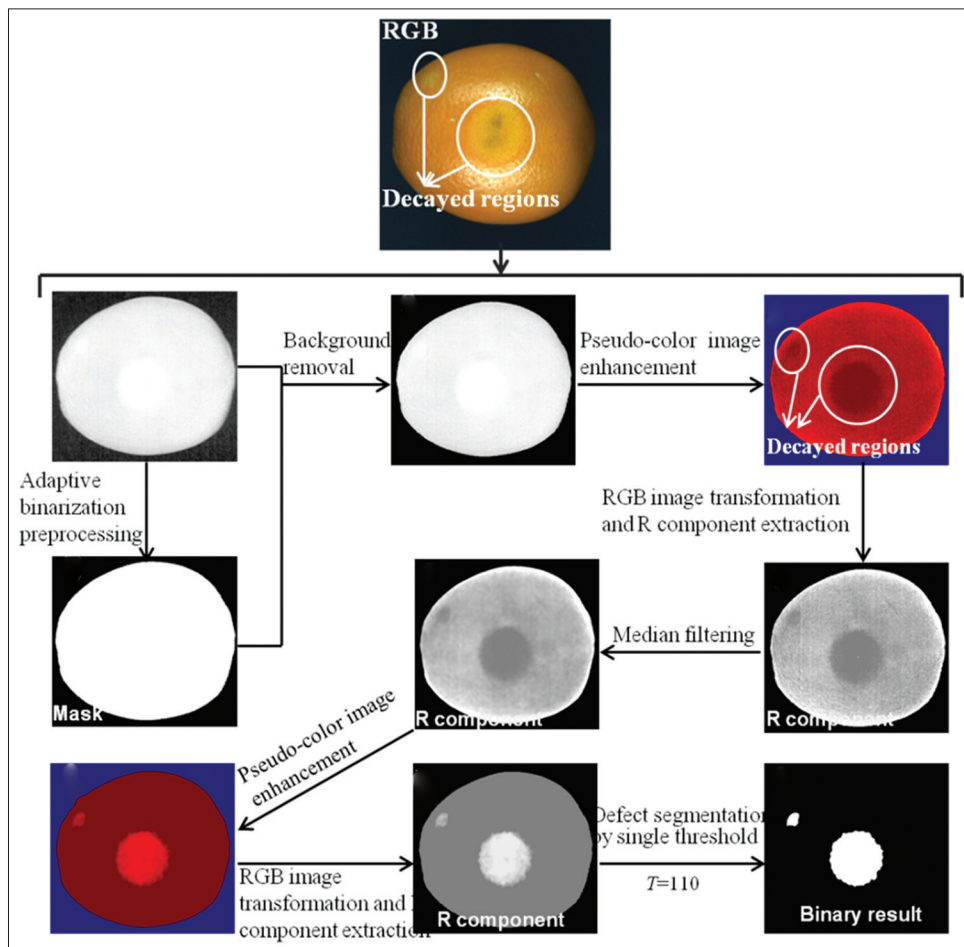 RGB
Decayed regions
Background
removal
Pseudo-color image
enhancement
Decayed regions
Adaptive
binarization
preprocessing
RGB image transformation
and R component extraction
Mask
R component
Median filtering
R component
Pseudo-color image
enhancement
RGB image
transformation and
component extraction
R component
Defect segmentation
by single threshold
T=110
Binary result